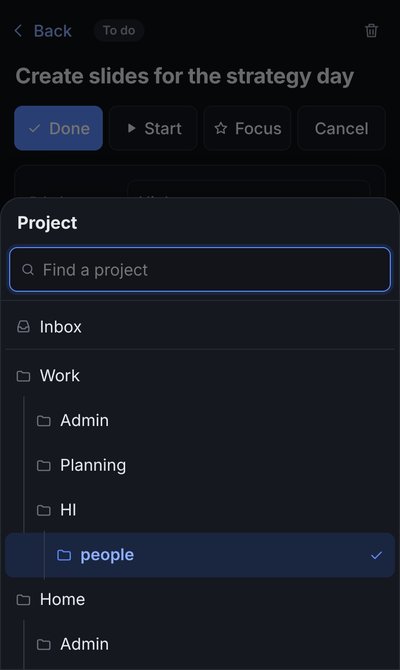 Back To do
Create slides for the strategy day
Done Start Focus Cancel
Project
Find a project
Inbox
Work
Admin
Planning
HI
people
Home
Admin